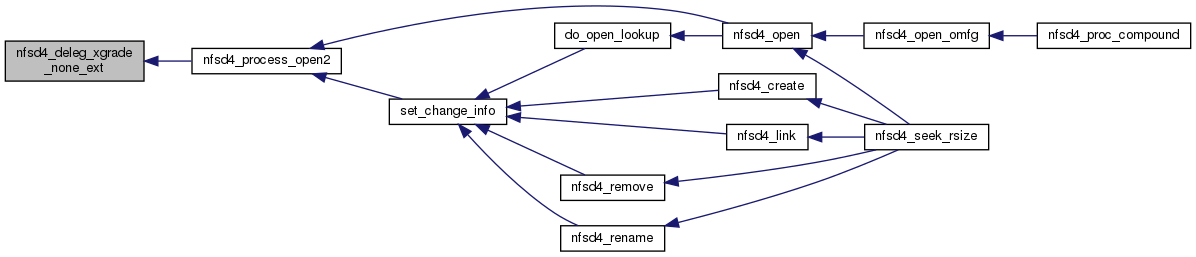 nfsd4_deleg_xgrade
_none_ext
nfsd4_process_open2
set_change_info
do_open_lookup
nfsd4_open
nfsd4_open_omfg
nfsd4_proc_compound
nfsd4_create
nfsd4_link
nfsd4_seek_rsize
nfsd4_remove
nfsd4_rename